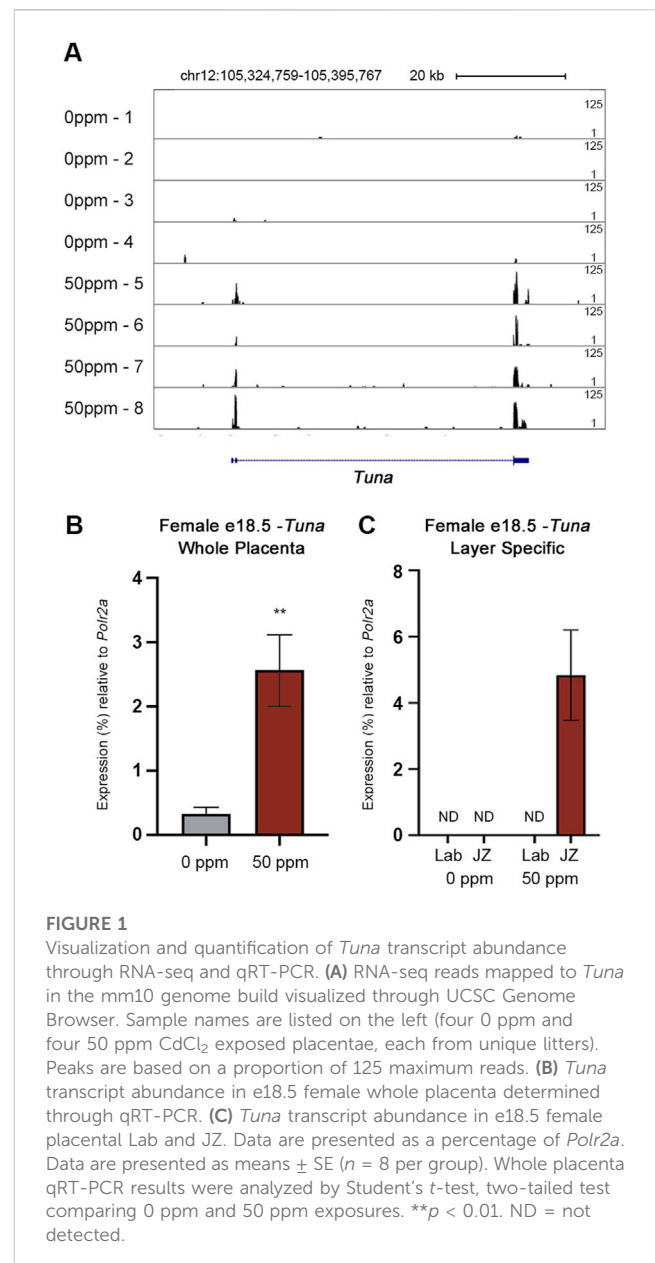 A
chr12:105,324,759-105,395,767 20 kb
0ppm - 1 125 1
0ppm - 2 125 1
0ppm - 3 125 1
0ppm - 4 125 1
50ppm - 5 125 1
50ppm - 6 125 1
50ppm - 7 125 1
50ppm - 8 125 1
Tuna
B
Female e18.5 -Tuna
Whole Placenta
Expression (%) relative to Polr2a
4
3
2
1
0
**
0 ppm 50 ppm
C
Female e18.5 -Tuna
Layer Specific
Expression (%) relative to Polr2a
8
6
4
2
0
ND ND ND
Lab JZ Lab JZ
0 ppm 50 ppm
FIGURE 1
Visualization and quantification of Tuna transcript abundance
through RNA-seq and qRT-PCR. (A) RNA-seq reads mapped to Tuna
in the mm10 genome build visualized through UCSC Genome
Browser. Sample names are listed on the left (four 0 ppm and
four 50 ppm CdCl₂ exposed placentae, each from unique litters).
Peaks are based on a proportion of 125 maximum reads. (B) Tuna
transcript abundance in e18.5 female whole placenta determined
through qRT-PCR. (C) Tuna transcript abundance in e18.5 female
placental Lab and JZ. Data are presented as a percentage of Polr2a.
Data are presented as means ± SE (n = 8 per group). Whole placenta
qRT-PCR results were analyzed by Student's t-test, two-tailed test
comparing 0 ppm and 50 ppm exposures. **p < 0.01. ND = not
detected.